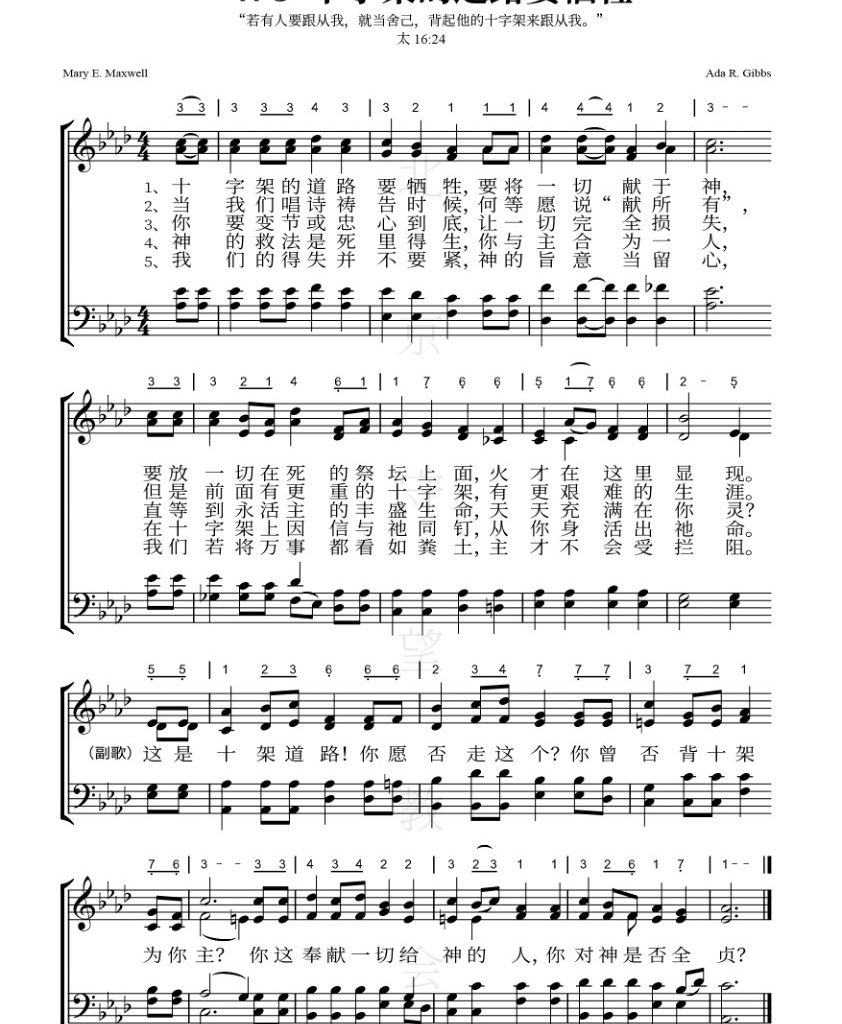 “若有人要跟从我，就当舍己，背起他的十字架来跟从我。”
太 16:24
Mary E. Maxwell Ada R. Gibbs
3 3 | 3 3 3 4 3 | 3 2 1 1 1 | 4 4 4 1 2 | 3 - -
4 4
1、十字架的道路要牺牲，要将一切献于神，
2、当我们唱诗祷告时候，何等愿说“献所有”，
3、你要变节或忠心到底，让一切完全损失，
4、神的救法是死里得生，你与主合为一人，
5、我们的得失并不要紧，神的旨意当留心，
4 4
3 3 | 3 2 1 4 6 1 | 1 7 6 6 | 5 1 7 6 6 | 2 - 5
要放一切在死的祭坛上面，火才在这里显现。
但是前面有更重的十字架，有更艰难的生涯。
直等到永活主的丰盛生命，天天充满在你灵？
在十字架上因信与祂同钉，从你身活出祂命。
我们若将万事都看如粪土，主才不会受拦阻。
5 5 | 1 2 3 6 6 6 | 2 3 4 7 7 7 | 3 7 2 1
（副歌）这是十架道路！你愿否走这个？你曾否背十架
7 6 | 3 - - 3 3 | 4 3 4 2 2 | 3 2 3 1 1 | 3 2 6 1 7 | 1 - -
为你主？你这奉献一切给神的人，你对神是否全贞？
北京守望教会